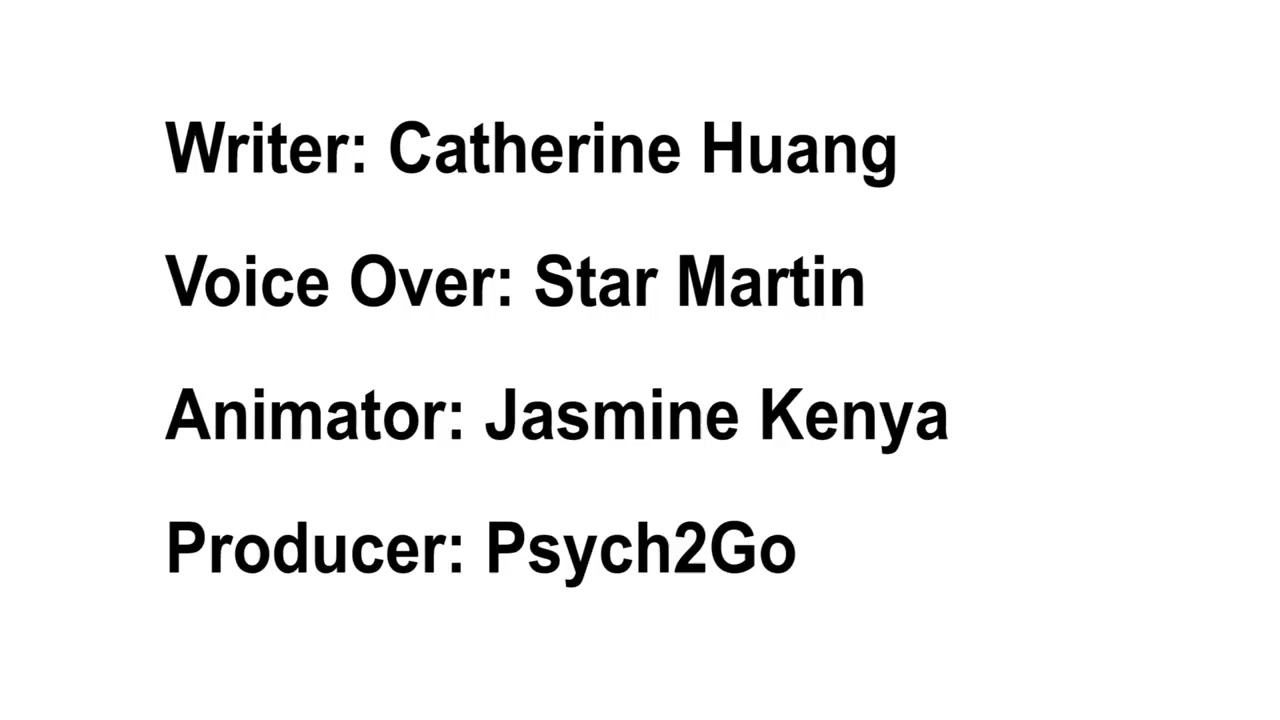 Writer: Catherine Huang
Voice Over: Star Martin
Animator: Jasmine Kenya
Producer: Psych2Go